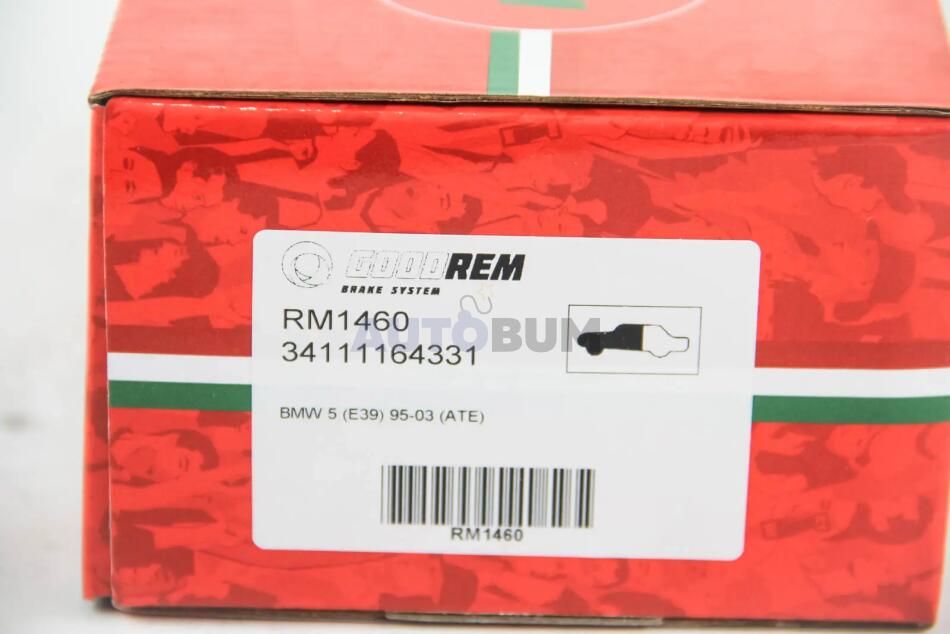 GOODREM
BRAKE SYSTEM
RM1460
AUTOBUM
34111164331
BMW 5 (E39) 95-03 (ATE)
RM1460